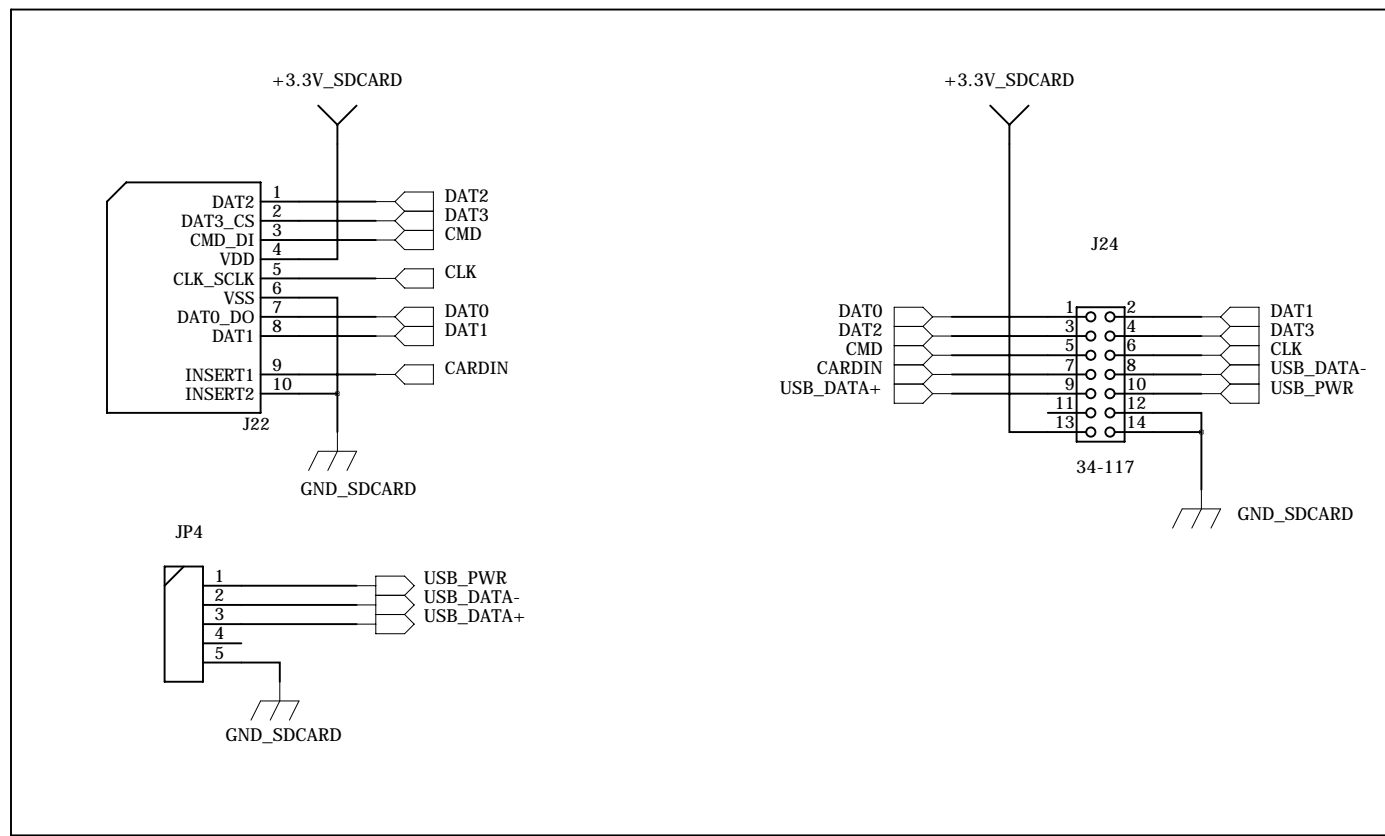 +3.3V_SDCARD
DAT2 1 DAT2
DAT3_CS 2 DAT3
CMD_DI 3 CMD
VDD 4
CLK_SCLK 5 CLK
VSS 6
DAT0_DO 7 DAT0
DAT1 8 DAT1
INSERT1 9 CARDIN
INSERT2 10
J22
GND_SDCARD
JP4
1 USB_PWR
2 USB_DATA-
3 USB_DATA+
4
5
GND_SDCARD
+3.3V_SDCARD
J24
DAT0 1 2 DAT1
DAT2 3 4 DAT3
CMD 5 6 CLK
CARDIN 7 8 USB_DATA-
USB_DATA+ 9 10 USB_PWR
11 12
13 14
34-117
GND_SDCARD